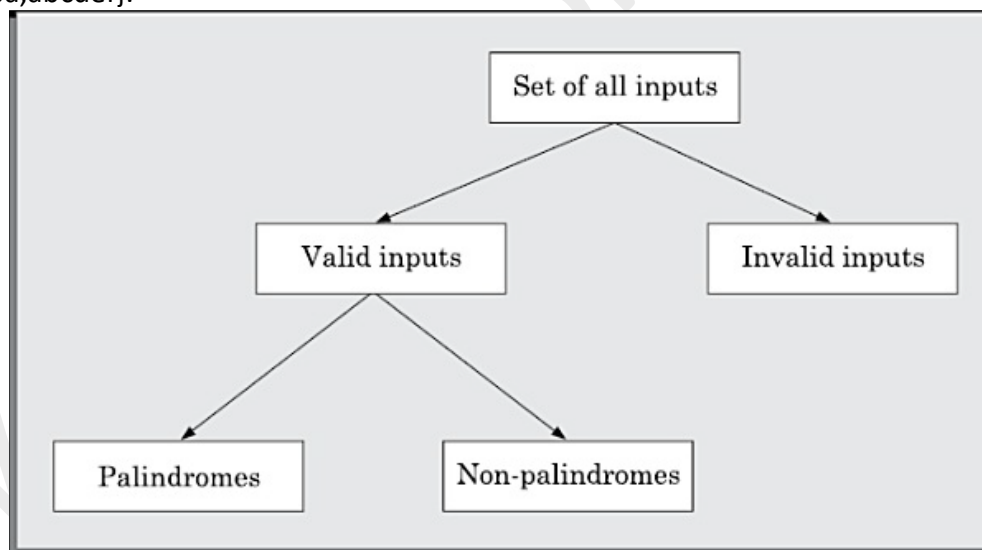 Set of all inputs
Valid inputs
Invalid inputs
Palindromes
Non-palindromes